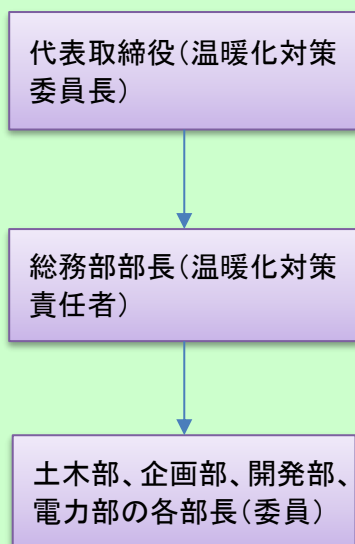 代表取締役（温暖化対策
委員長）
総務部部長（温暖化対策
責任者）
土木部、企画部、開発部、
電力部の各部長（委員）